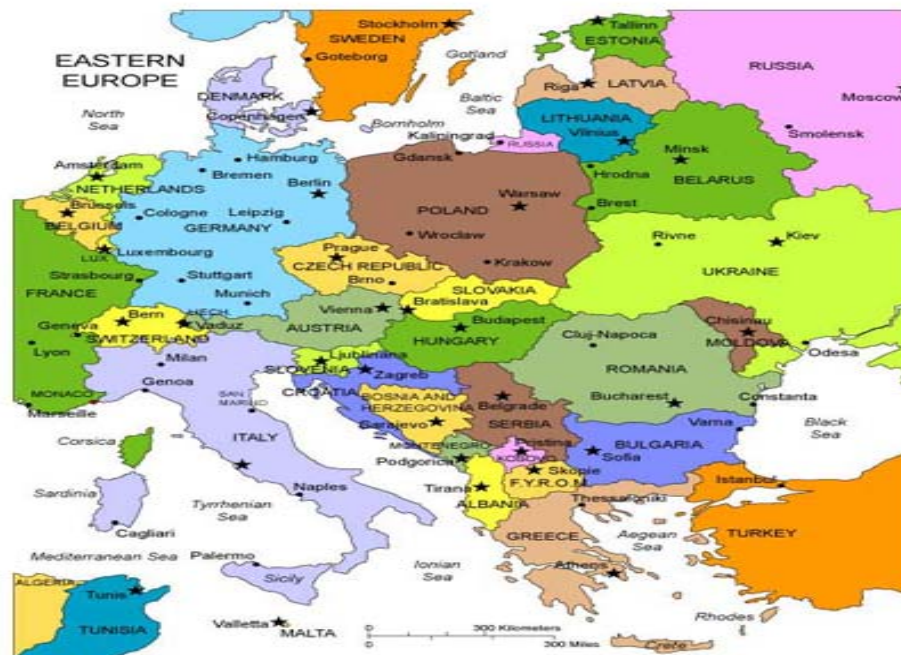 Stockholm
SWEDEN
Tallinn
ESTONIA
EASTERN
EUROPE
Goteborg
Gotland
RUSSIA
Riga
LATVIA
Moscow
DENMARK
Copenhagen
Baltic
Sea
North
Sea
Bornholm
Kaliningrad
RUSSIA
LITHUANIA
Vilnius
Smolensk
Minsk
Hamburg
Gdansk
Amsterdam
NETHERLANDS
Bremen
Berlin
Hrodna
BELARUS
Brussels
BELGIUM
Cologne
Leipzig
GERMANY
Warsaw
POLAND
Brest
LUX.
Luxembourg
Prague
CZECH REPUBLIC
Wroclaw
Rivne
Kiev
Strasbourg
Stuttgart
Brno
Krakow
UKRAINE
FRANCE
Munich
SLOVAKIA
Bratislava
Vienna
Bern
LIECH.
Vaduz
Geneva
SWITZERLAND
AUSTRIA
Budapest
HUNGARY
Cluj-Napoca
Chisinau
MOLDOVA
Odesa
Lyon
Milan
Ljubljana
SLOVENIA
Zagreb
ROMANIA
MONACO
Genoa
SAN
MARINO
CROATIA
BOSNIA AND
HERZEGOVINA
Belgrade
SERBIA
Bucharest
Constanta
Marseille
Sarajevo
Varna
Black
Sea
Corsica
ITALY
MONTENEGRO
Podgorica
Pristina
KOSOVO
BULGARIA
Sofia
Skopje
F.Y.R.O.M.
Istanbul
Sardinia
Naples
Tirana
ALBANIA
Thessaloniki
Tyrrhenian
Sea
GREECE
Aegean
Sea
TURKEY
Cagliari
Mediterranean Sea
Palermo
Ionian
Sea
Athens
ALGERIA
Sicily
Tunis
TUNISIA
Valletta
MALTA
Rhodes
0 300 Kilometers
0 300 Miles
Crete